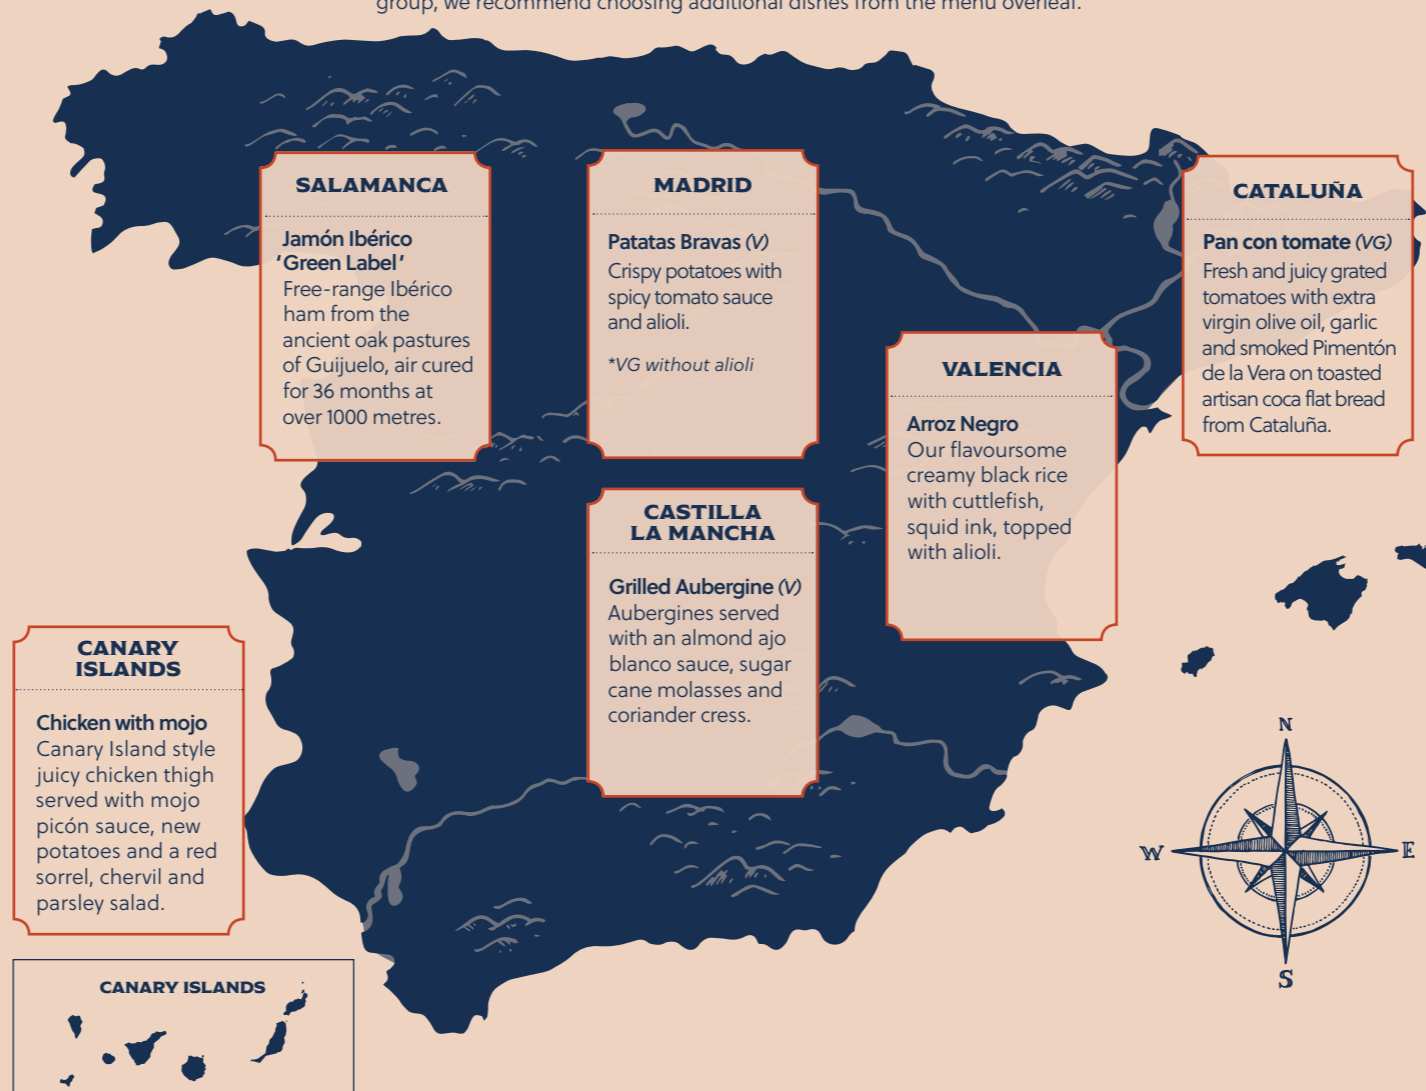 group, we recommend choosing additional dishes from the menu overleaf.
SALAMANCA
Jamón Ibérico
‘Green Label’
Free-range Ibérico
ham from the
ancient oak pastures
of Guijuelo, air cured
for 36 months at
over 1000 metres.
MADRID
Patatas Bravas (V)
Crispy potatoes with
spicy tomato sauce
and alioli.
*VG without alioli
CATALUÑA
Pan con tomate (VG)
Fresh and juicy grated
tomatoes with extra
virgin olive oil, garlic
and smoked Pimentón
de la Vera on toasted
artisan coca flat bread
from Cataluña.
VALENCIA
Arroz Negro
Our flavoursome
creamy black rice
with cuttlefish,
squid ink, topped
with alioli.
CASTILLA
LA MANCHA
Grilled Aubergine (V)
Aubergines served
with an almond ajo
blanco sauce, sugar
cane molasses and
coriander cress.
CANARY
ISLANDS
Chicken with mojo
Canary Island style
juicy chicken thigh
served with mojo
picón sauce, new
potatoes and a red
sorrel, chervil and
parsley salad.
N
W
E
S
CANARY ISLANDS